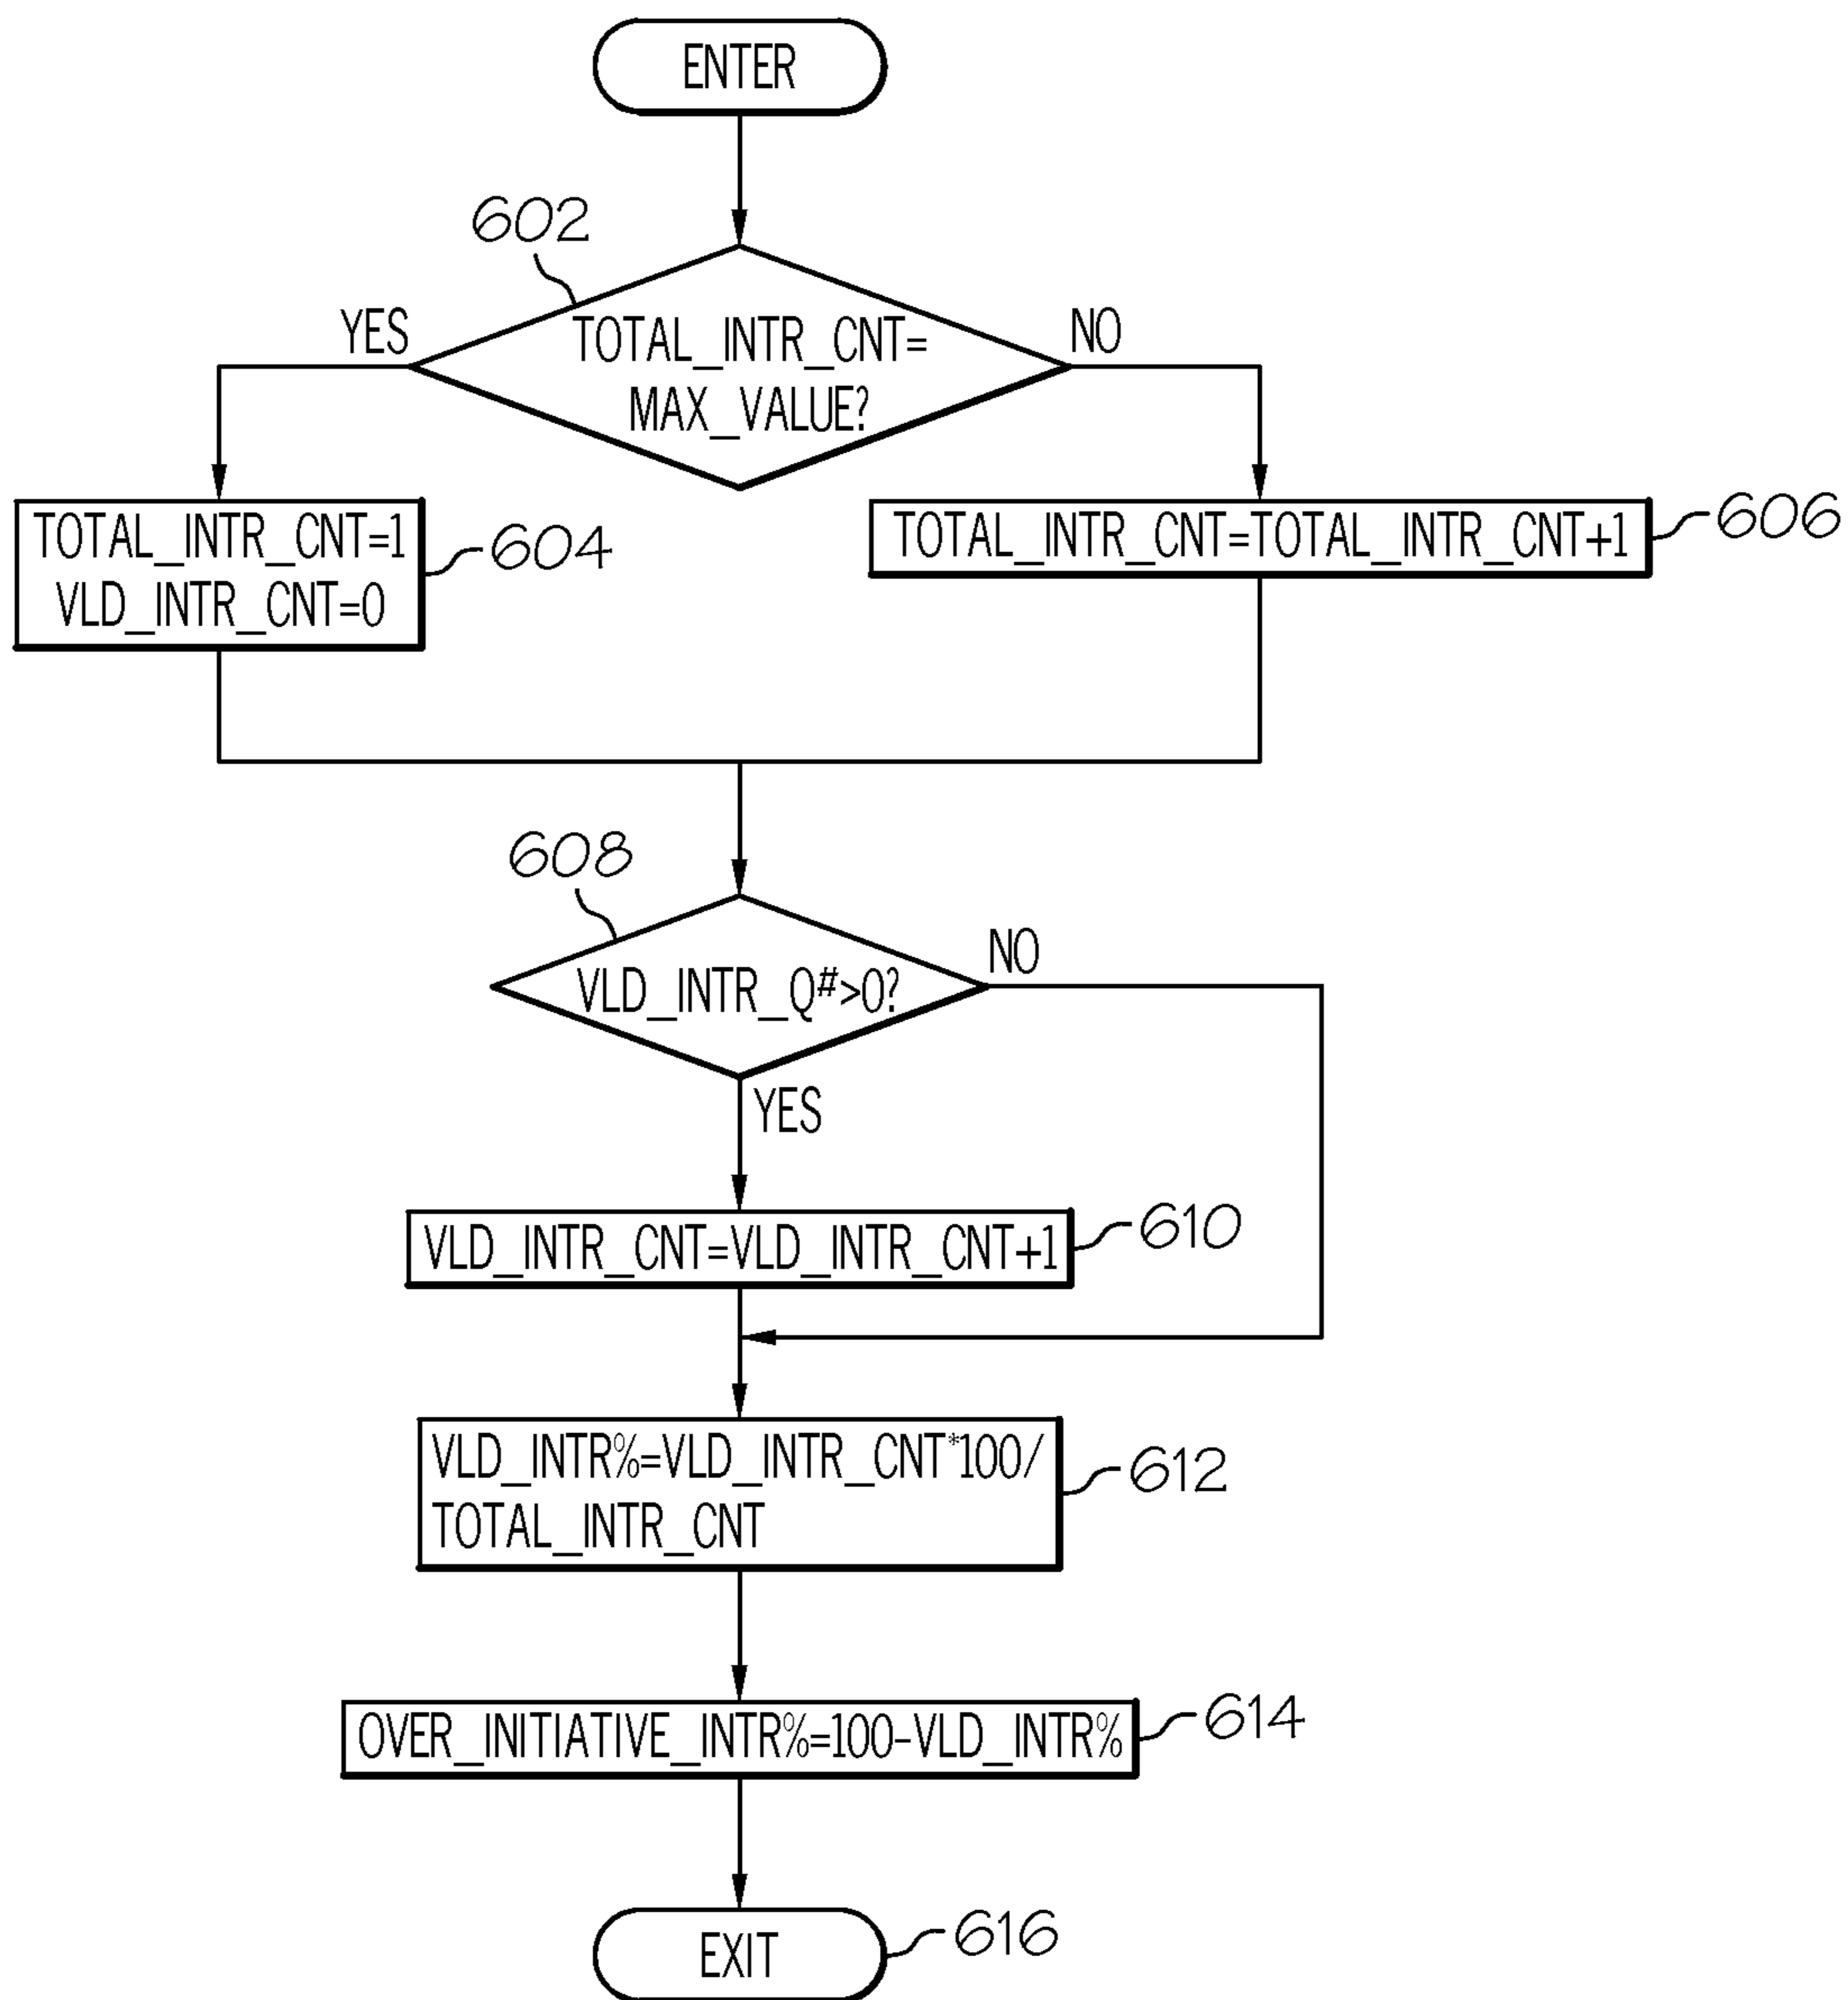 ENTER
602
YES
NO
TOTAL_INTR_CNT=
MAX_VALUE?
TOTAL_INTR_CNT=1
VLD_INTR_CNT=0
604
TOTAL_INTR_CNT=TOTAL_INTR_CNT+1
606
608
NO
VLD_INTR_Q#>0?
YES
VLD_INTR_CNT=VLD_INTR_CNT+1
610
VLD_INTR%=VLD_INTR_CNT*100/
TOTAL_INTR_CNT
612
OVER_INITIATIVE_INTR%=100-VLD_INTR%
614
EXIT
616